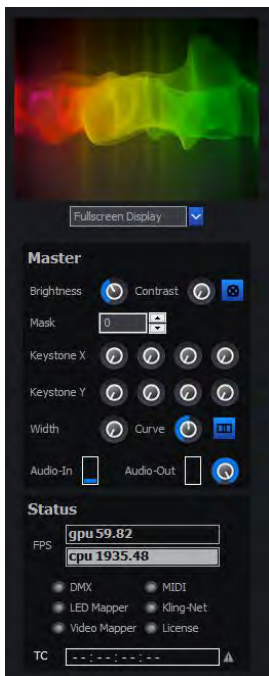 Fullscreen Display
Master
Brightness Contrast
Mask 0
Keystone X
Keystone Y
Width Curve
Audio-In Audio-Out
Status
FPS gpu 59.82
cpu 1935.48
DMX MIDI
LED Mapper Kling-Net
Video Mapper License
TC --:--:--:--